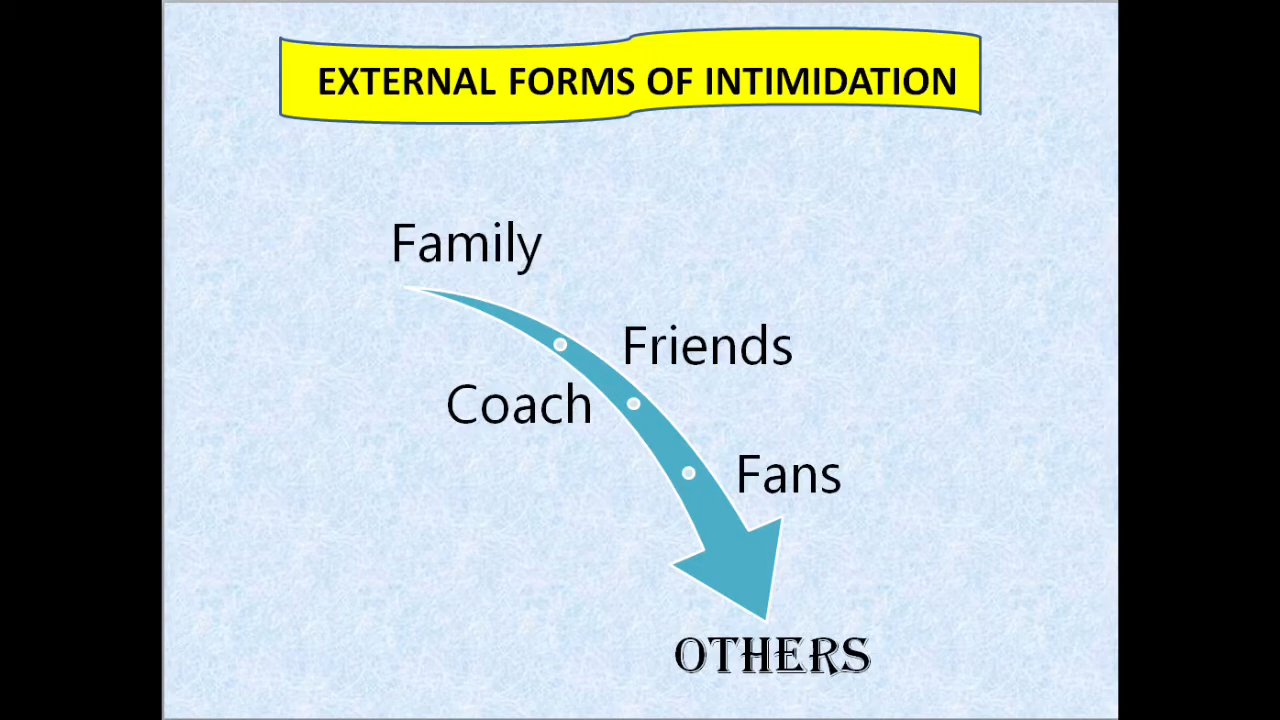 EXTERNAL FORMS OF INTIMIDATION
Family
Friends
Coach
Fans
OTHERS